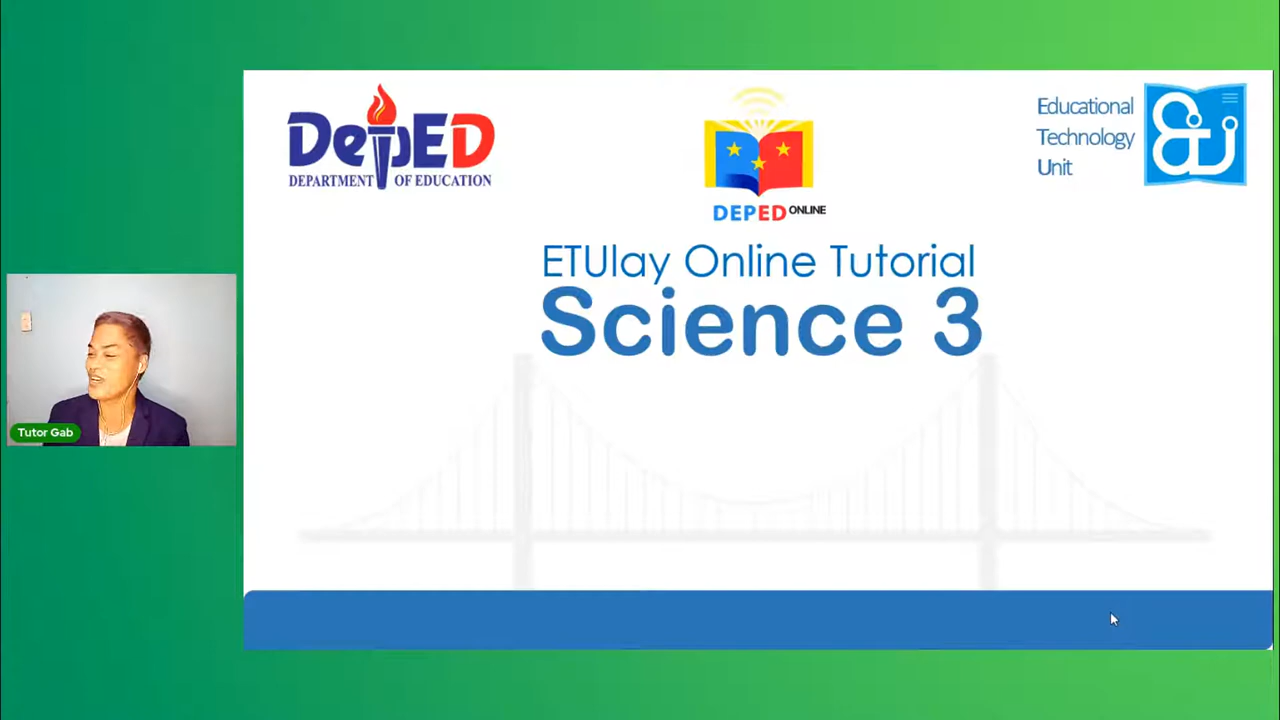 DepED
DEPARTMENT OF EDUCATION
DEPED ONLINE
Educational
Technology
Unit
ETUlay Online Tutorial
Science 3
Tutor Gab